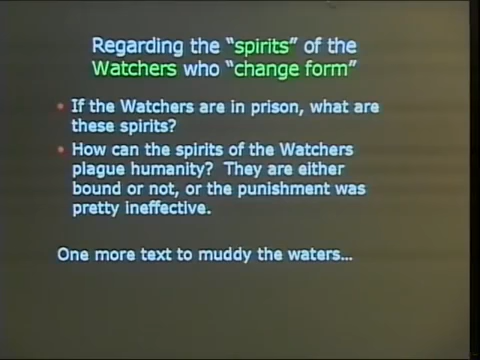 Regarding the “spirits” of the
Watchers who “change form”
• If the Watchers are in prison, what are
these spirits?
• How can the spirits of the Watchers
plague humanity?  They are either
bound or not, or the punishment was
pretty ineffective.
One more text to muddy the waters…